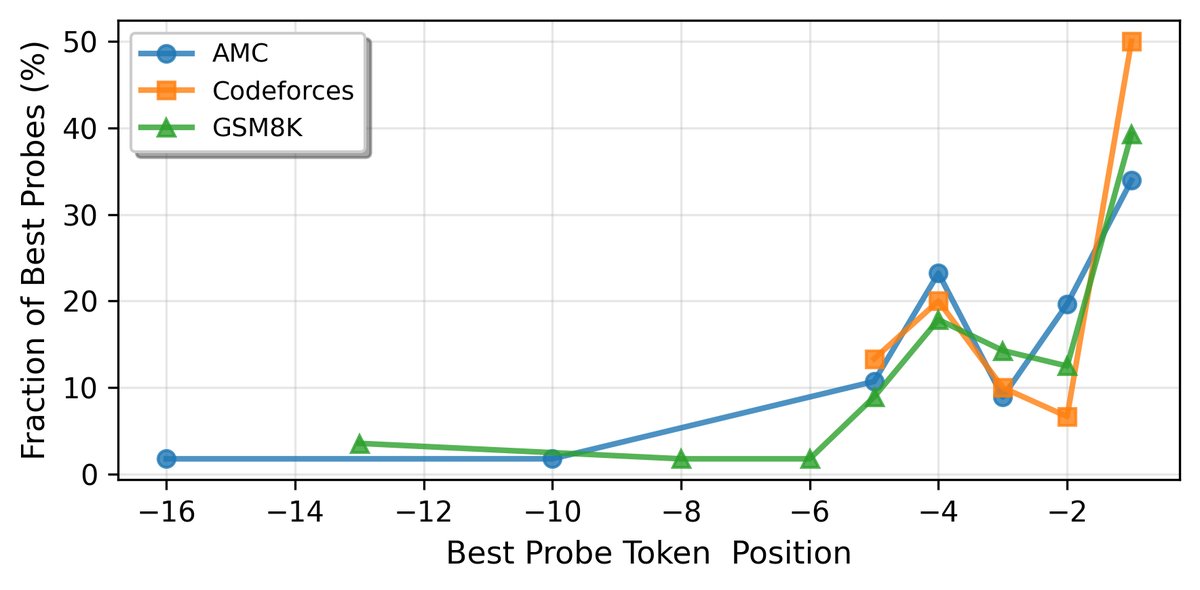 Fraction of Best Probes (%)
50
40
30
20
10
0
AMC
Codeforces
GSM8K
−16 −14 −12 −10 −8 −6 −4 −2
Best Probe Token  Position